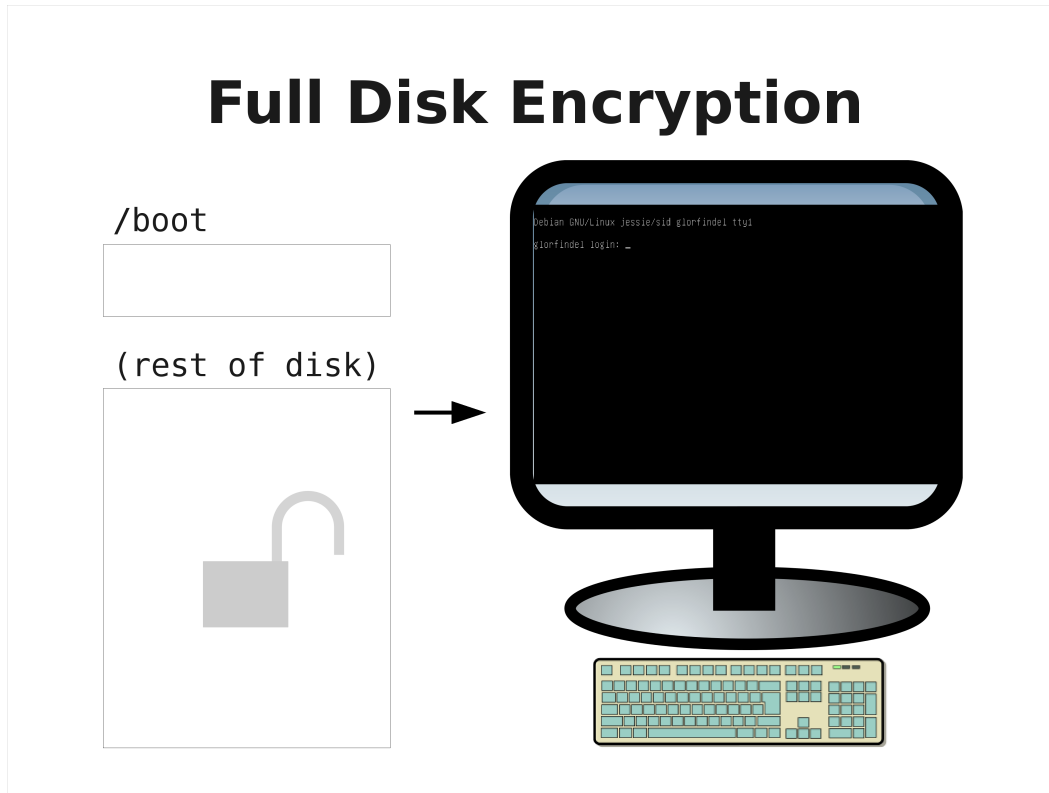 Full Disk Encryption
/boot
(rest of disk)
Debian GNU/Linux jessie/sid glorfindel tty1
glorfindel login: _